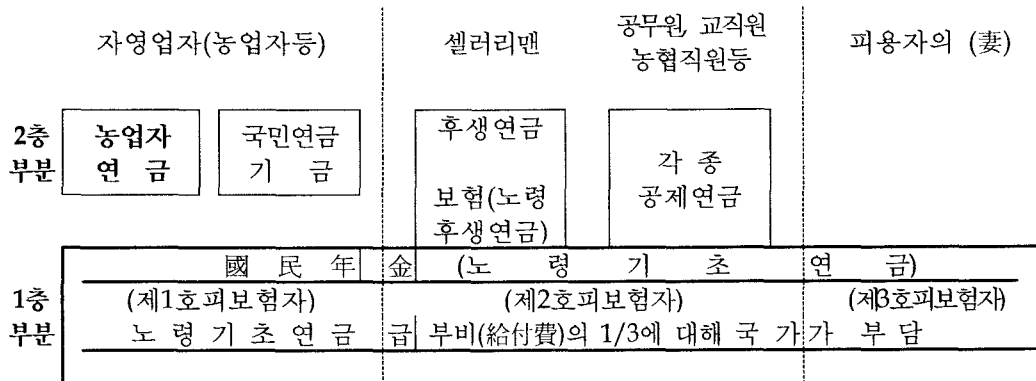 자영업자(농업자등)
셀러리맨
공무원, 교직원
농협직원등
피용자의 (妻)
2층
부분
농업자
연 금
국민연금
기 금
후생연금
보험(노령
후생연금)
각 종
공제연금
1층
부분
國 民 年 金 (노 령 기 초 연 금)
(제1호피보험자) (제2호피보험자) (제3호피보험자)
노 령 기 초 연 금 급 부비(給付費)의 1/3에 대해 국 가가 부 담